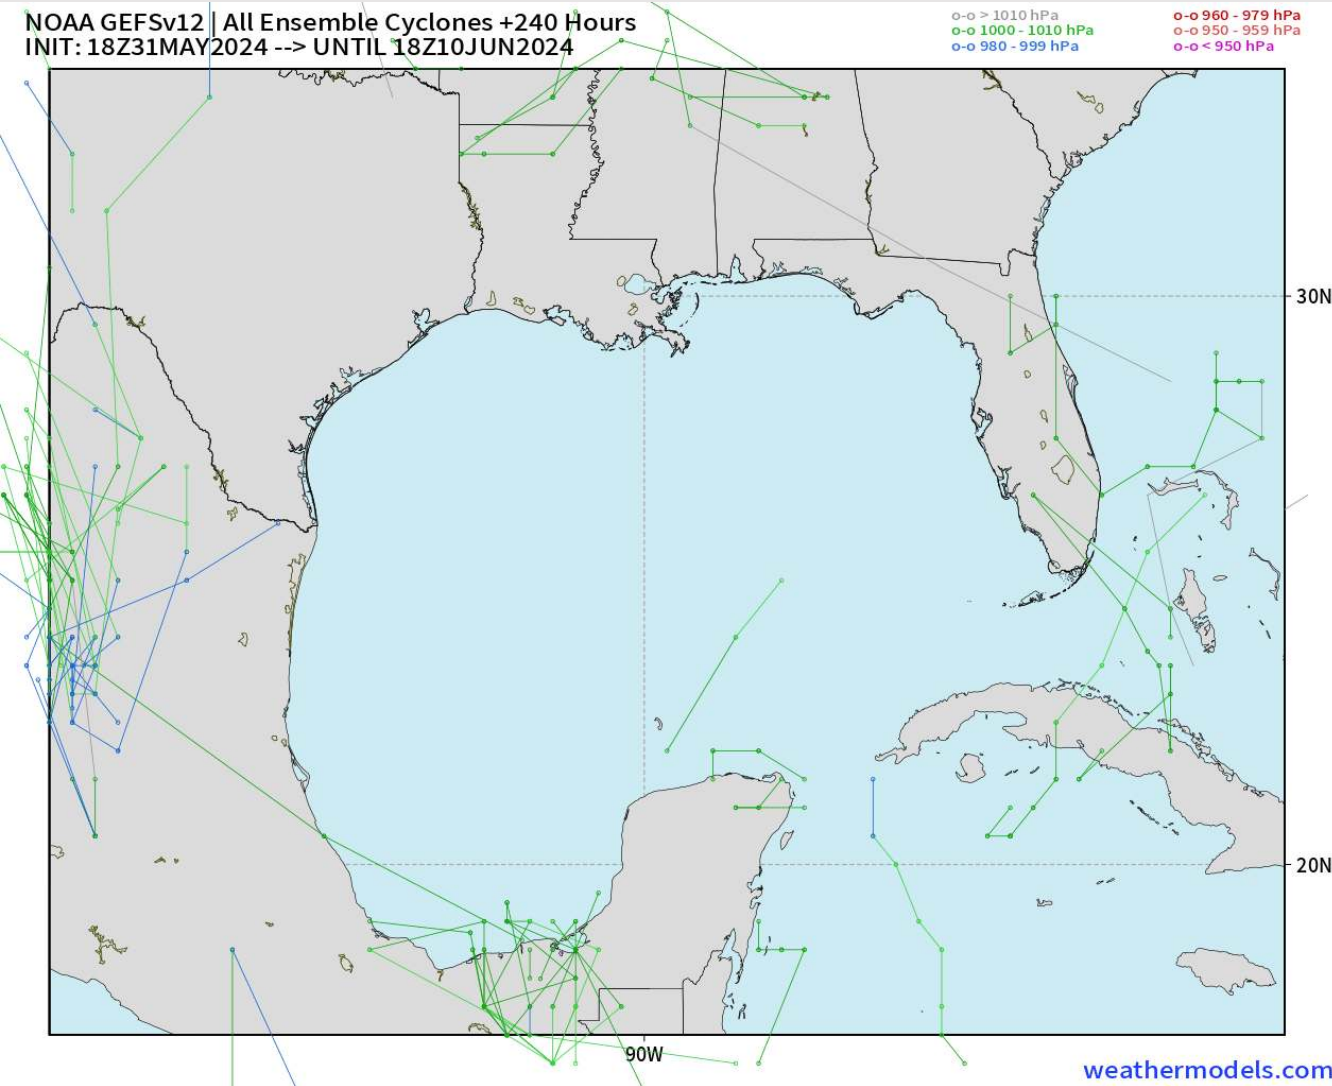 NOAA GEFSv12 | All Ensemble Cyclones +240 Hours
INIT: 18Z31MAY2024 --> UNTIL 18Z10JUN2024
o-o > 1010 hPa
o-o 1000 - 1010 hPa
o-o 980 - 999 hPa
o-o 960 - 979 hPa
o-o 950 - 959 hPa
o-o < 950 hPa
30N
20N
90W
weathermodels.com